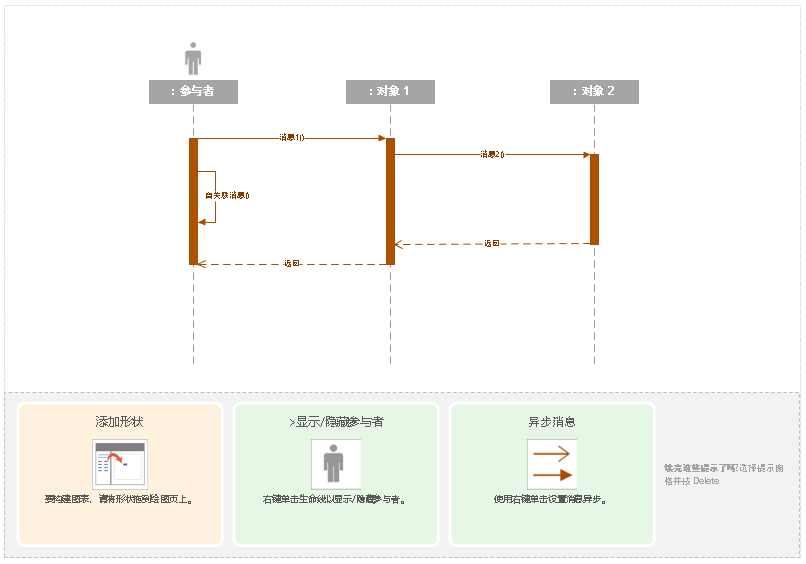 : 参与者
: 对象 1
: 对象 2
消息1()
消息2()
自关联消息()
返回
返回
添加形状
>显示/隐藏参与者
异步消息
要构建图表，请将形状拖到绘图页上。
右键单击生命线以显示/隐藏参与者。
使用右键单击设置消息异步。
读完这些提示了吗?选择提示窗
格并按 Delete